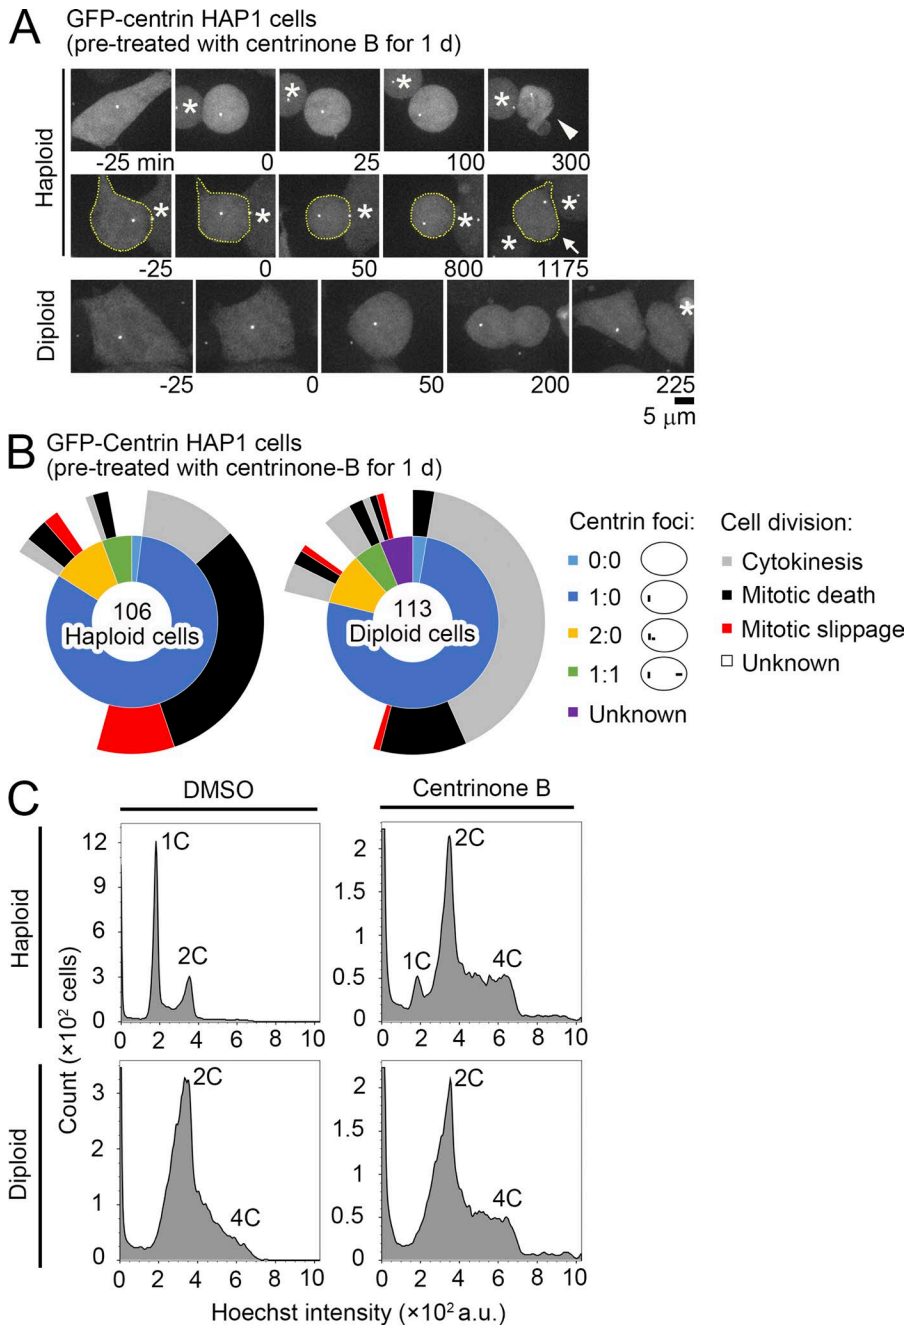 A
GFP-centrin HAP1 cells
(pre-treated with centrinone B for 1 d)
Haploid
* * * *
-25 min 0 25 100 300
* * * * *
*
-25 0 50 800 1175
Diploid
*
-25 0 50 200 225
5 μm
B
GFP-Centrin HAP1 cells
(pre-treated with centrinone-B for 1 d)
106
Haploid cells
113
Diploid cells
Centrin foci:
0:0
1:0
2:0
1:1
Unknown
Cell division:
Cytokinesis
Mitotic death
Mitotic slippage
Unknown
C
DMSO
Centrinone B
Haploid
Diploid
Count (×10² cells)
12
9
6
3
0
1C
2C
0 2 4 6 8 10
2
1.5
1
0.5
0
1C
2C
4C
0 2 4 6 8 10
3
2
1
0
2C
4C
0 2 4 6 8 10
2
1.5
1
0.5
0
2C
4C
0 2 4 6 8 10
Hoechst intensity (×10² a.u.)